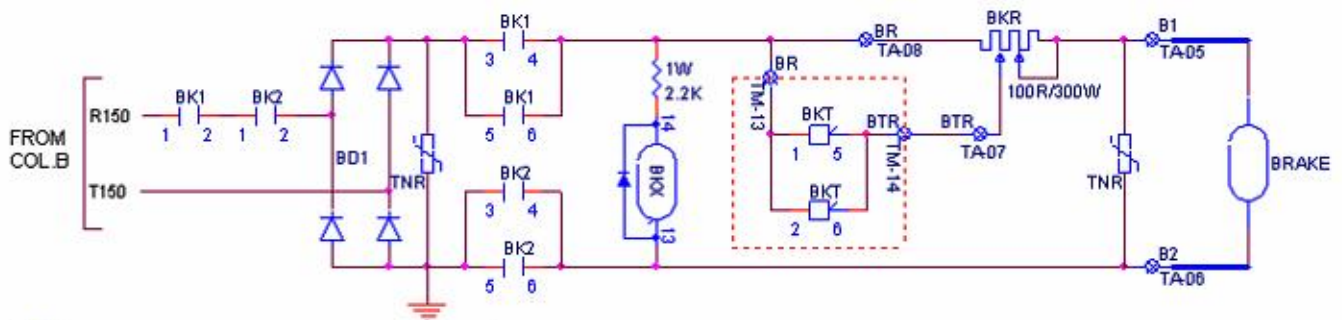 BK1
3 4
BK1
5 6
BR
TA-08
BKR
100R/300W
B1
TA-05
1W
2.2K
BR
TM-13
FROM
COL.B
R150
T150
BK1
1 2
BK2
1 2
BD1
TNR
14
BKX
13
BKT
1 5
BTR
TM-14
BTR
TA-07
BKT
2 6
TNR
BRAKE
BK2
3 4
BK2
5 6
B2
TA-06